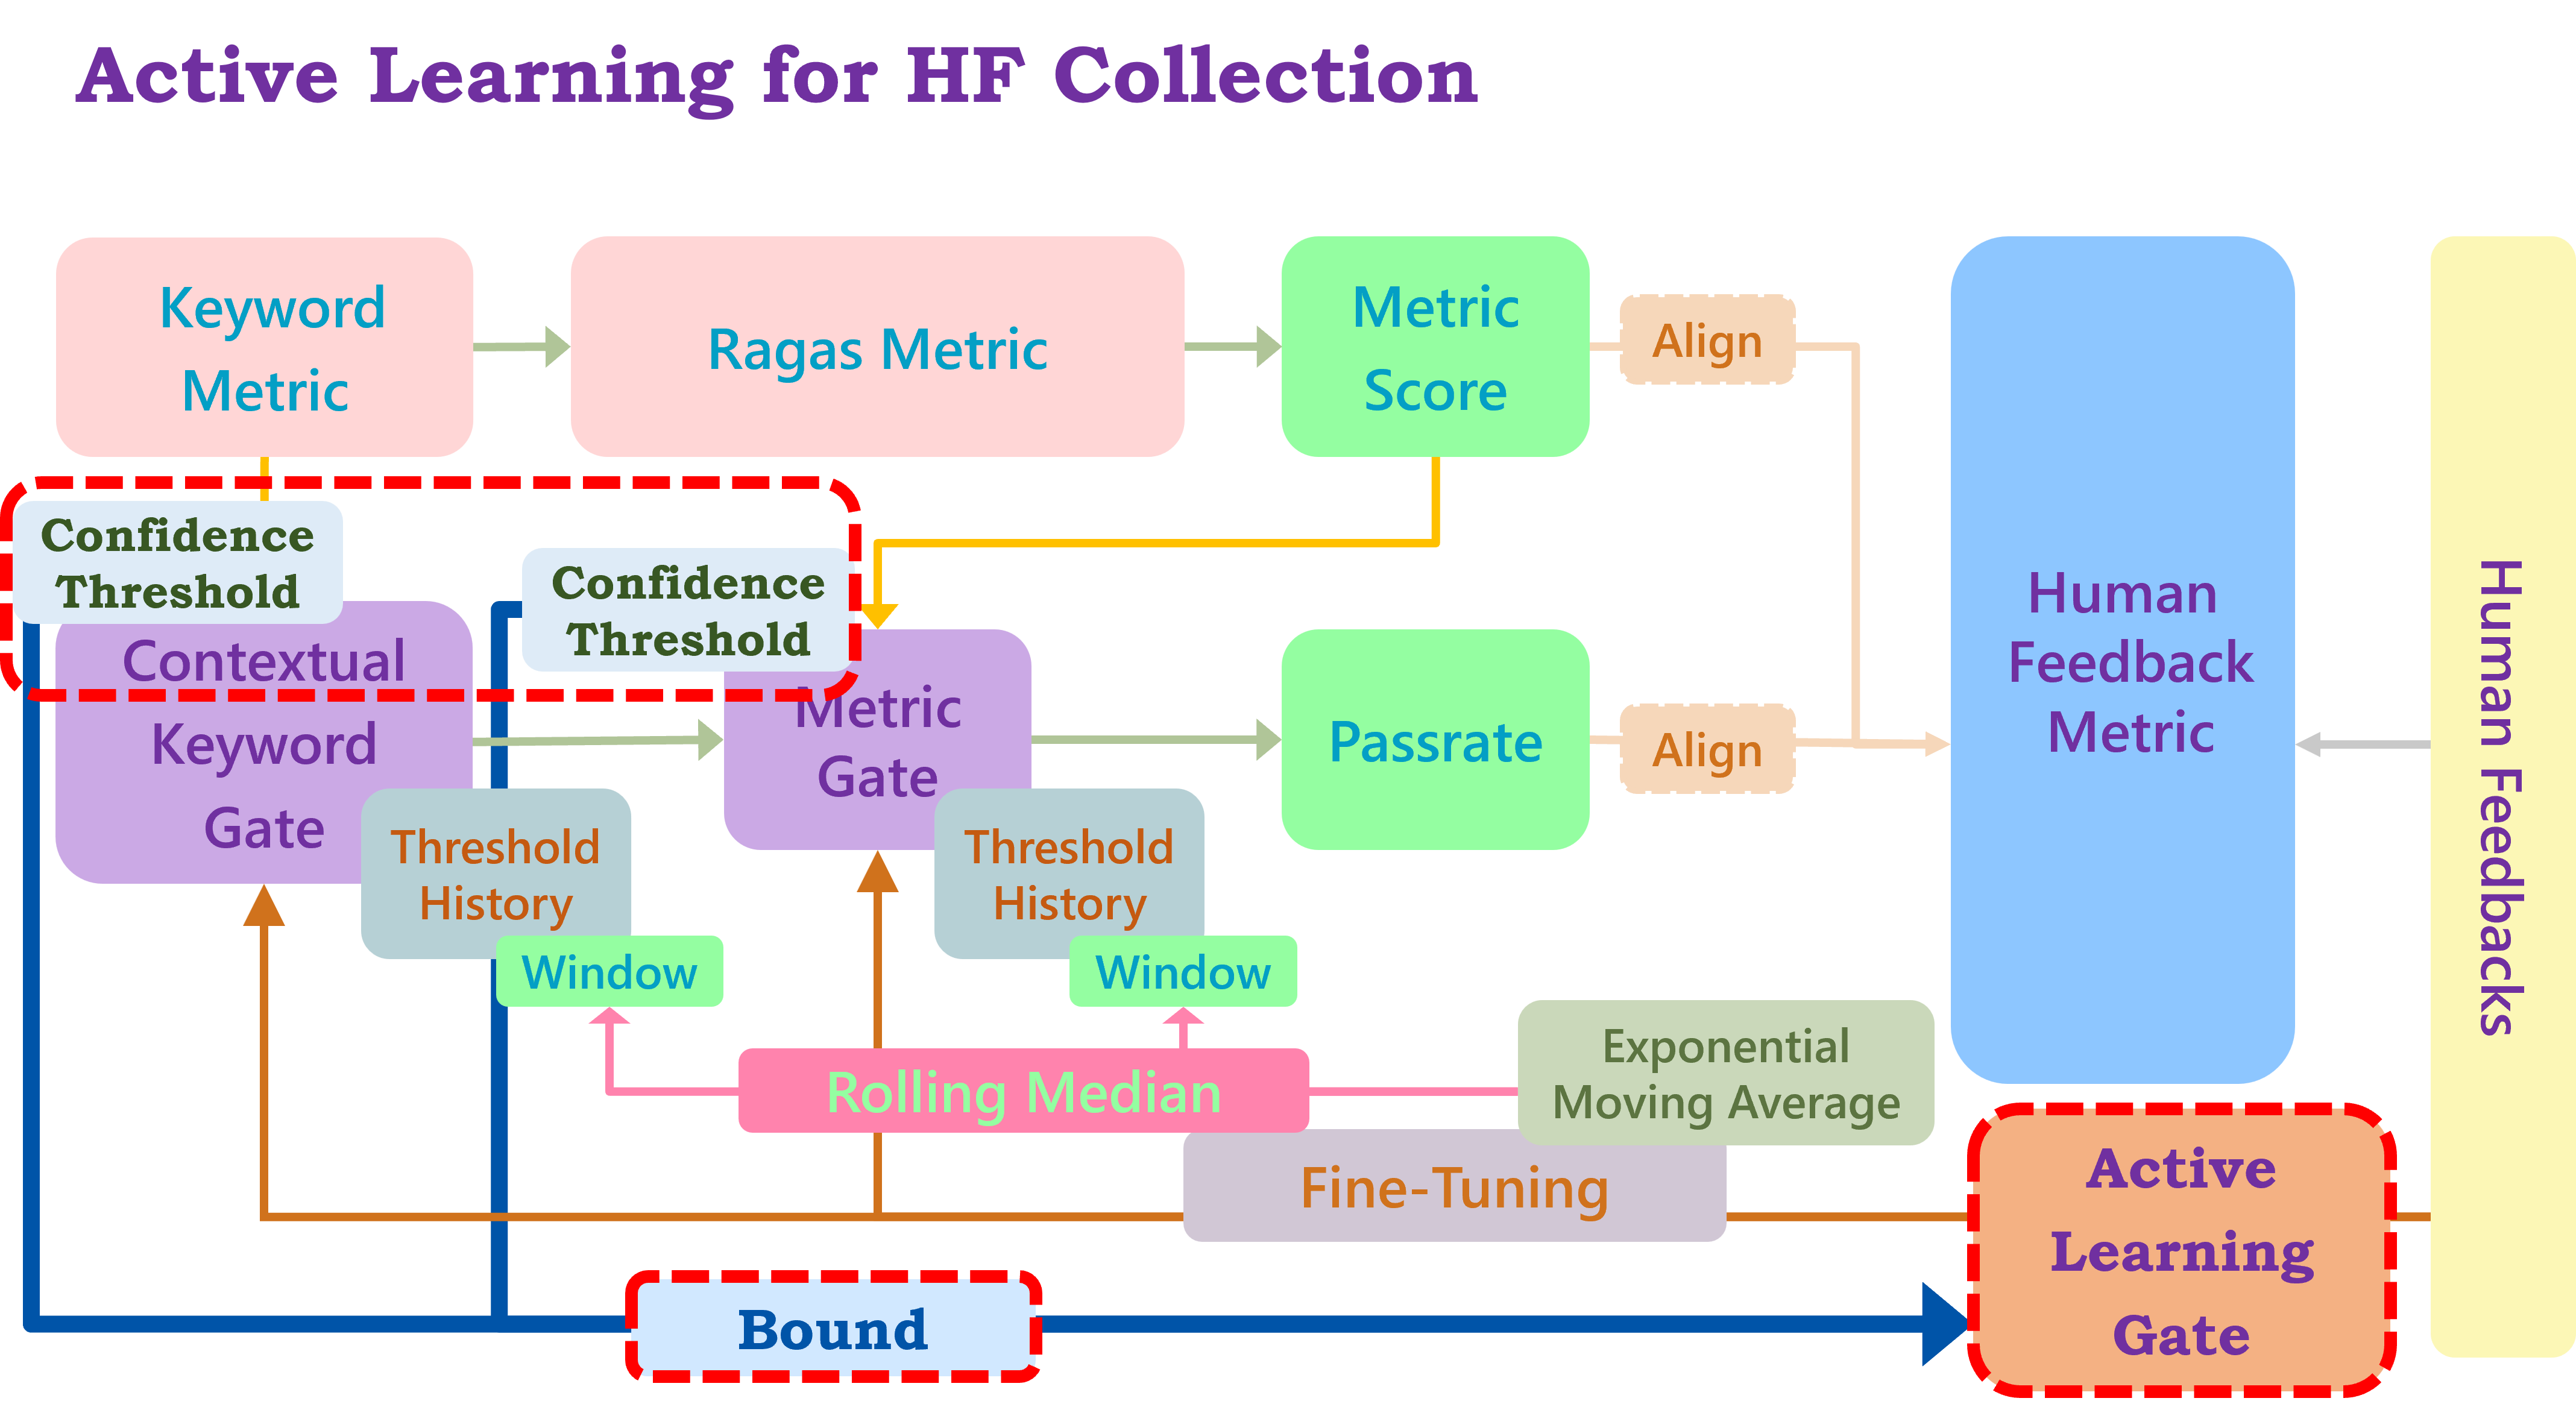 Active Learning for HF Collection
Keyword
Metric
Ragas Metric
Metric
Score
Align
Confidence
Threshold
Confidence
Threshold
Contextual
Keyword
Gate
Metric
Gate
Passrate
Align
Human
Feedback
Metric
Human Feedbacks
Threshold
History
Window
Threshold
History
Window
Rolling Median
Exponential
Moving Average
Fine-Tuning
Active
Learning
Gate
Bound